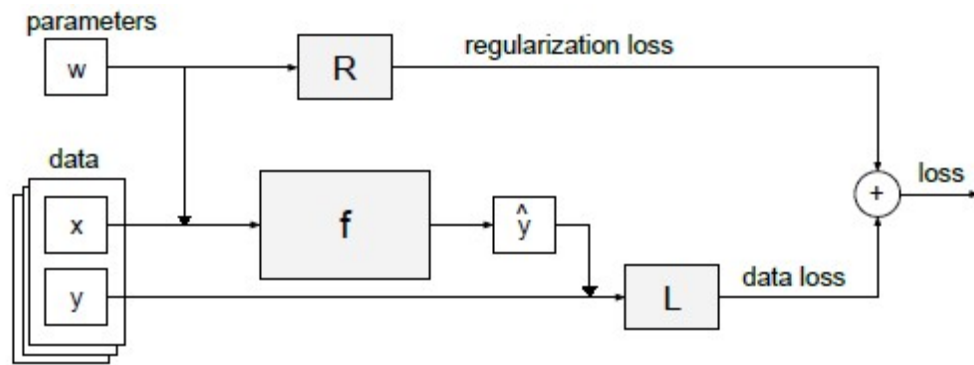 parameters
w
R
regularization loss
data
x
f
ŷ
+
loss
y
L
data loss